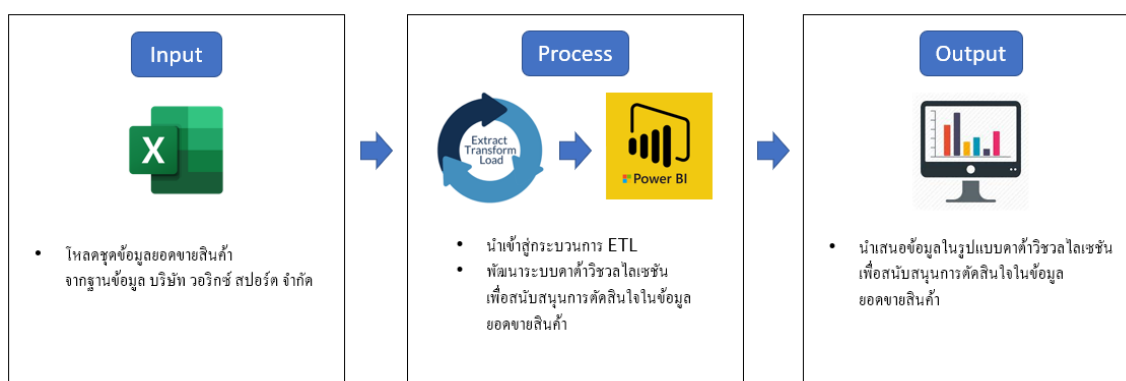 Input
X
โหลดชุดข้อมูลยอดขายสินค้า
จากฐานข้อมูล บริษัท วอริกซ์ สปอร์ต จำกัด
Process
Extract
Transform
Load
Power BI
นำเข้าสู่กระบวนการ ETL
พัฒนาระบบดาต้าวิชวลไลเซชัน
เพื่อสนับสนุนการตัดสินใจในข้อมูล
ยอดขายสินค้า
Output
นำเสนอข้อมูลในรูปแบบดาต้าวิชวลไลเซชัน
เพื่อสนับสนุนการตัดสินใจในข้อมูล
ยอดขายสินค้า